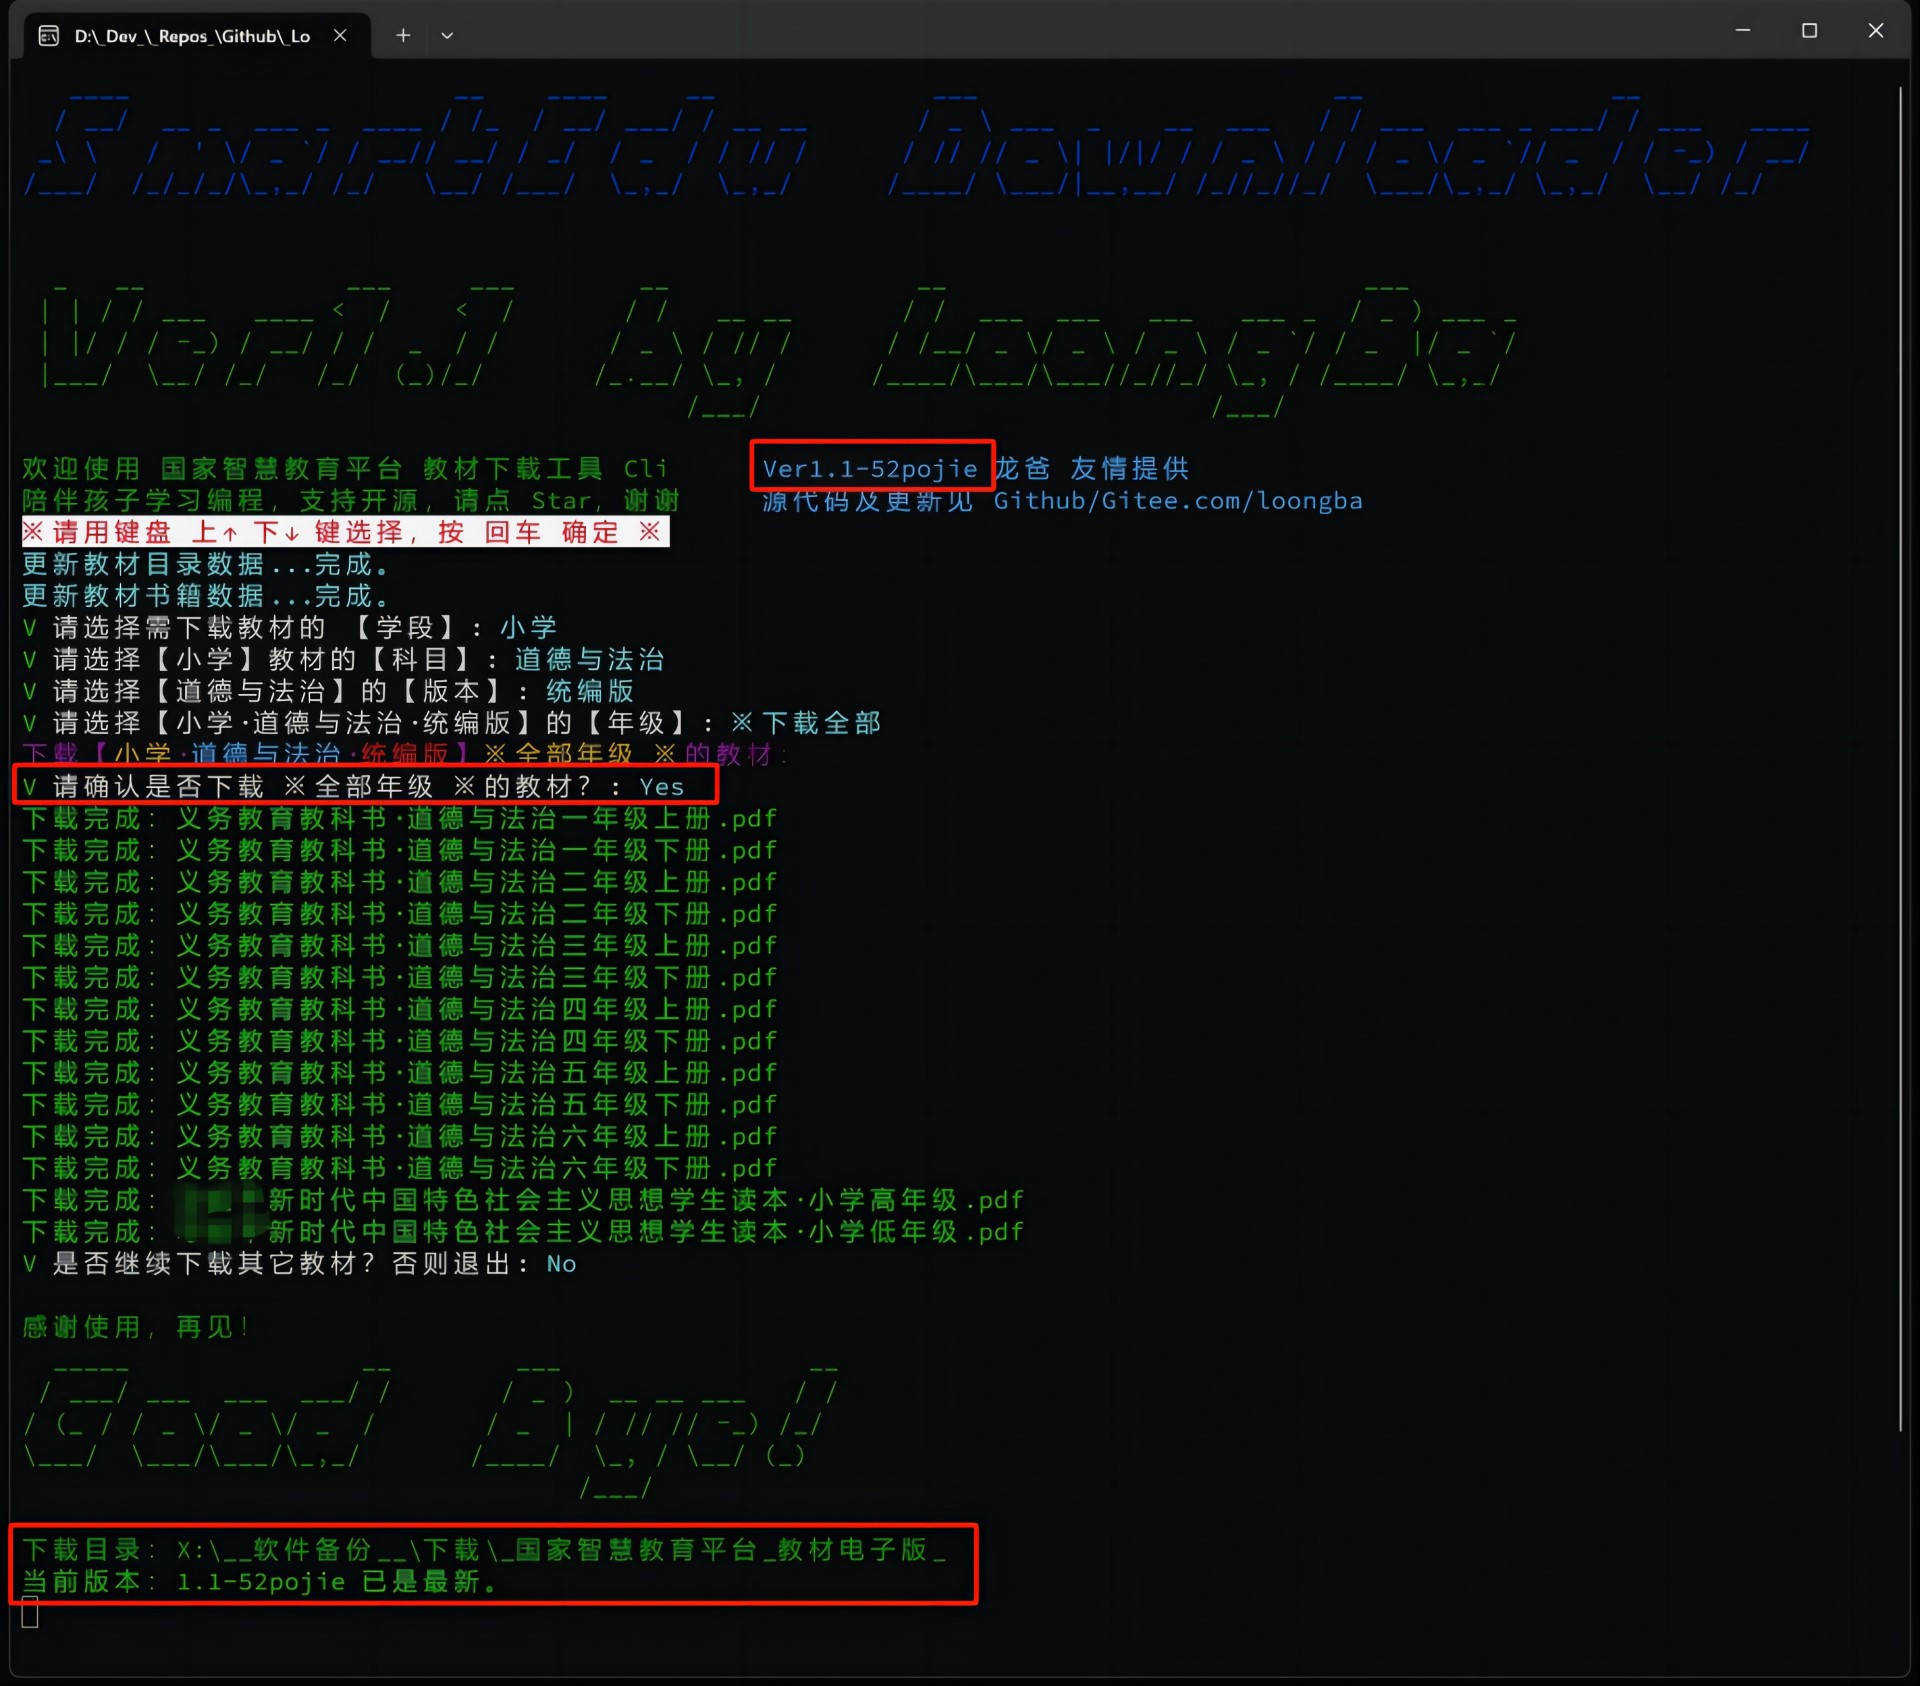 D:\_Dev_\_Repos_\Github\_Lo
SmartEdu Downloader
Ver1.1 by LoongBa
欢迎使用 国家智慧教育平台 教材下载工具 Cli Ver1.1-52pojie 龙爸 友情提供
陪伴孩子学习编程, 支持开源, 请点 Star, 谢谢 源代码及更新见 Github/Gitee.com/loongba
※请用键盘 上↑ 下↓ 键选择, 按 回车 确定 ※
更新教材目录数据...完成。
更新教材书籍数据...完成。
V 请选择需下载教材的 【学段】: 小学
V 请选择【小学】教材的【科目】: 道德与法治
V 请选择【道德与法治】的【版本】: 统编版
V 请选择【小学·道德与法治·统编版】的【年级】: ※下载全部
下载【小学·道德与法治·统编版】※全部年级 ※的教材:
V 请确认是否下载 ※全部年级 ※的教材? : Yes
下载完成: 义务教育教科书·道德与法治一年级上册.pdf
下载完成: 义务教育教科书·道德与法治一年级下册.pdf
下载完成: 义务教育教科书·道德与法治二年级上册.pdf
下载完成: 义务教育教科书·道德与法治二年级下册.pdf
下载完成: 义务教育教科书·道德与法治三年级上册.pdf
下载完成: 义务教育教科书·道德与法治三年级下册.pdf
下载完成: 义务教育教科书·道德与法治四年级上册.pdf
下载完成: 义务教育教科书·道德与法治四年级下册.pdf
下载完成: 义务教育教科书·道德与法治五年级上册.pdf
下载完成: 义务教育教科书·道德与法治五年级下册.pdf
下载完成: 义务教育教科书·道德与法治六年级上册.pdf
下载完成: 义务教育教科书·道德与法治六年级下册.pdf
下载完成: 新时代中国特色社会主义思想学生读本·小学高年级.pdf
下载完成: 新时代中国特色社会主义思想学生读本·小学低年级.pdf
V 是否继续下载其它教材? 否则退出: No
感谢使用, 再见!
Good Bye!
下载目录: X:\__软件备份__\下载\_国家智慧教育平台_教材电子版_
当前版本: 1.1-52pojie 已是最新。